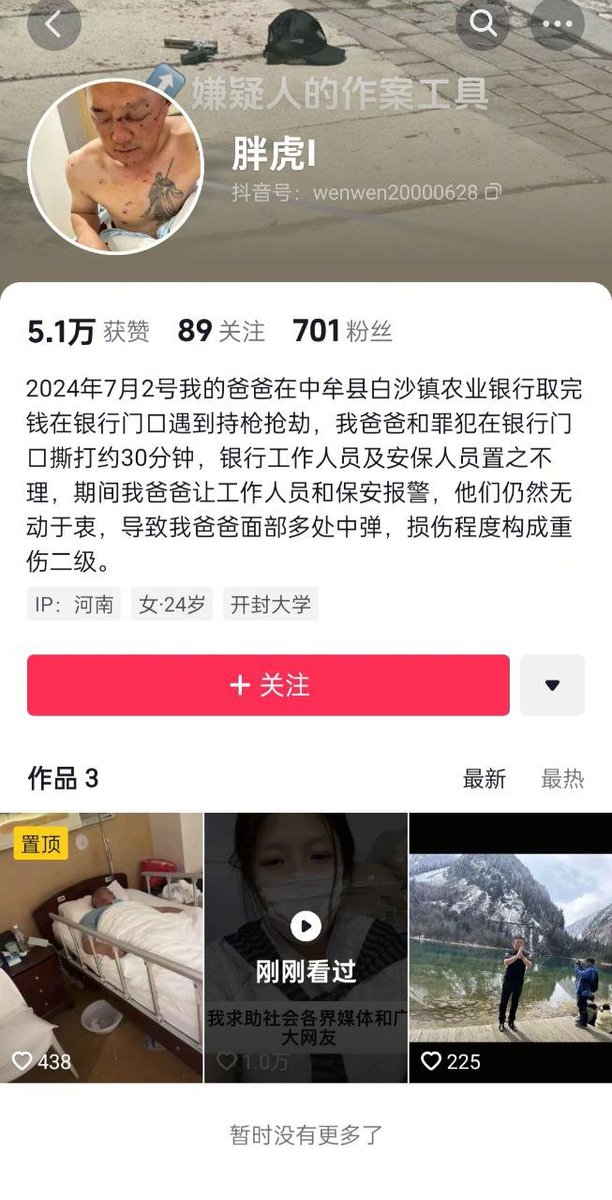 嫌疑人的作案工具
胖虎I
抖音号：wenwen20000628
5.1万 获赞 89 关注 701 粉丝
2024年7月2号我的爸爸在中牟县白沙镇农业银行取完
钱在银行门口遇到持枪抢劫，我爸爸和罪犯在银行门
口撕打约30分钟，银行工作人员及安保人员置之不
理，期间我爸爸让工作人员和保安报警，他们仍然无
动于衷，导致我爸爸面部多处中弹，损伤程度构成重
伤二级。
IP：河南 女·24岁 开封大学
+ 关注
作品 3 最新 最热
置顶
刚刚看过
我求助社会各界媒体和广
大网友
438 1.0万 225
暂时没有更多了